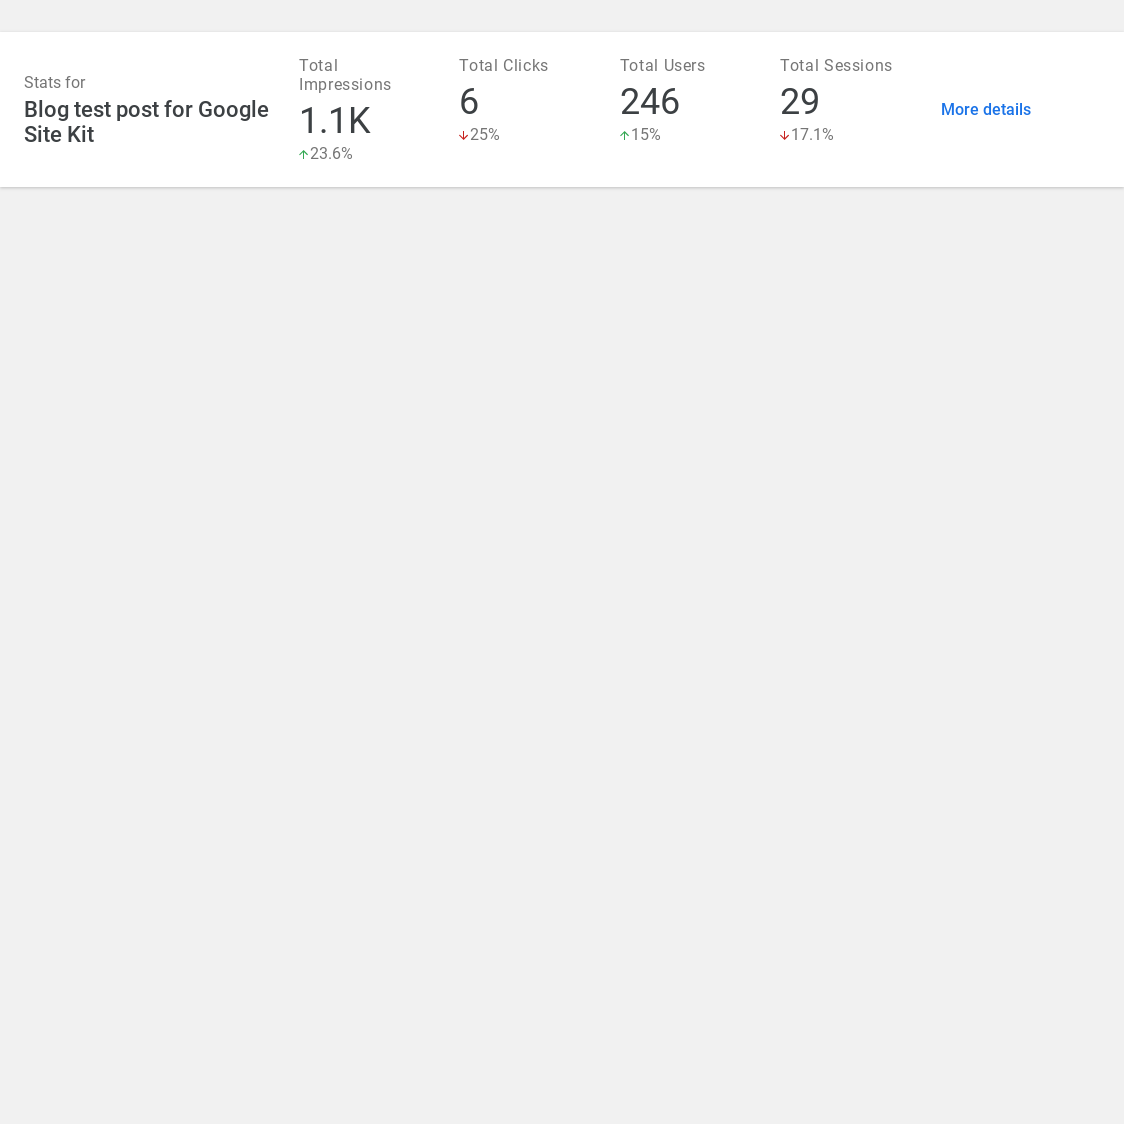 Stats for
Blog test post for Google
Site Kit
Total
Impressions
1.1K
23.6%
Total Clicks
6
25%
Total Users
246
15%
Total Sessions
29
17.1%
More details